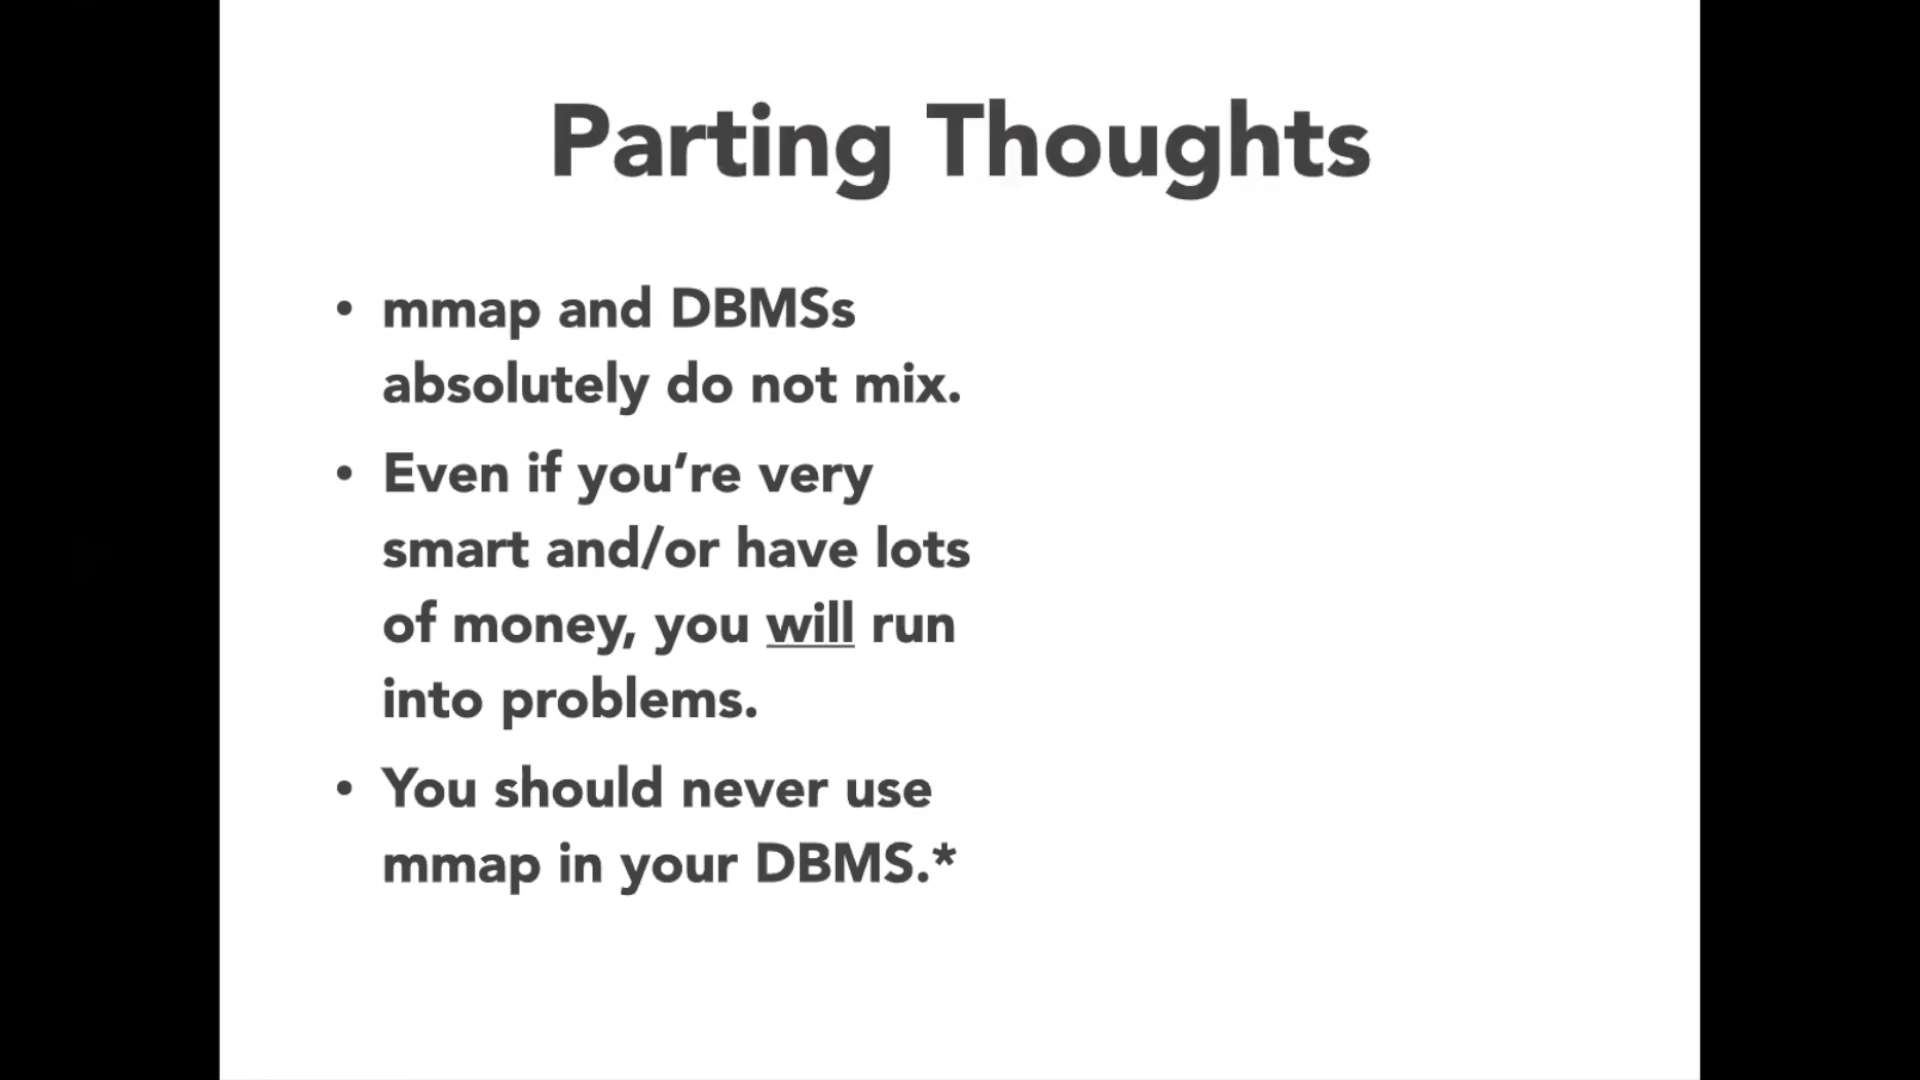 Parting Thoughts
• mmap and DBMSs
absolutely do not mix.
• Even if you’re very
smart and/or have lots
of money, you will run
into problems.
• You should never use
mmap in your DBMS.*